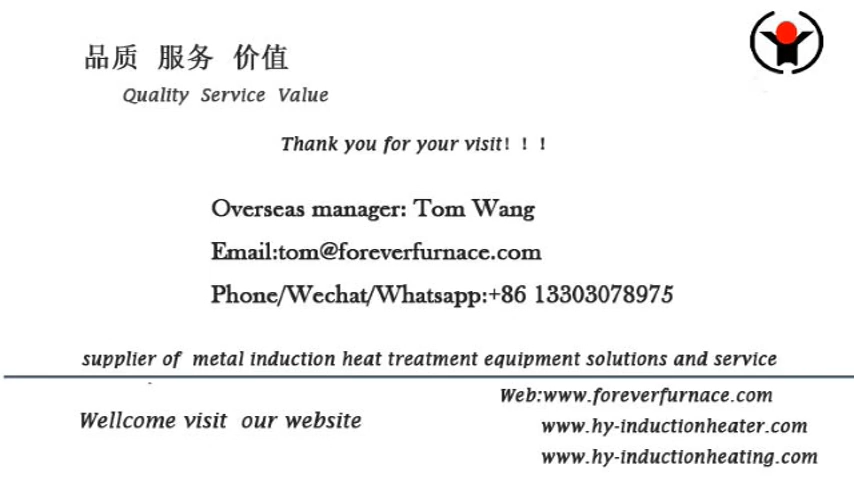 品质 服务 价值
Quality Service Value
Thank you for your visit！！！
Overseas manager: Tom Wang
Email:tom@foreverfurnace.com
Phone/Wechat/Whatsapp:+86 13303078975
supplier of metal induction heat treatment equipment solutions and service
Wellcome visit our website
Web:www.foreverfurnace.com
www.hy-inductionheater.com
www.hy-inductionheating.com